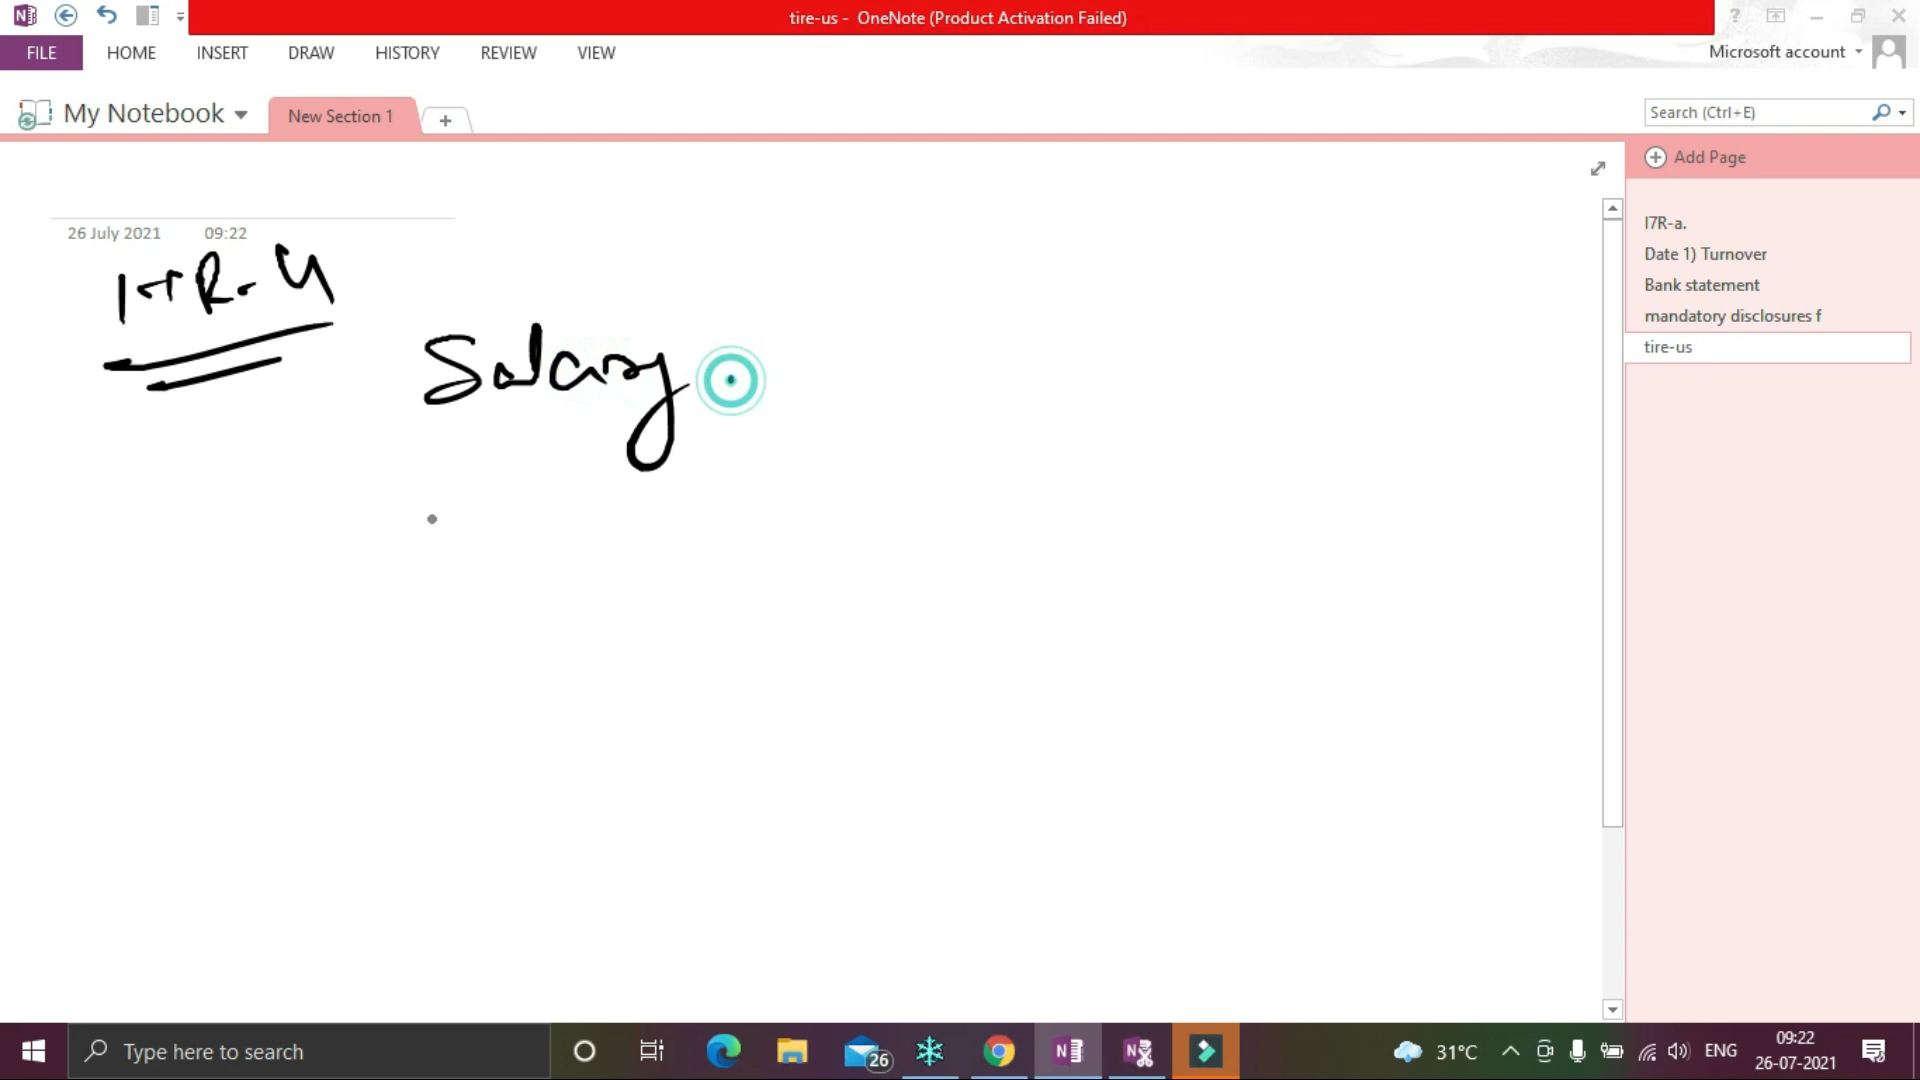 tire-us - OneNote (Product Activation Failed)
FILE HOME INSERT DRAW HISTORY REVIEW VIEW
Microsoft account
My Notebook
New Section 1
Search (Ctrl+E)
Add Page
26 July 2021 09:22
ITR-4
Salary
I7R-a.
Date 1) Turnover
Bank statement
mandatory disclosures f
tire-us
Type here to search
26
31°C
ENG
09:22
26-07-2021